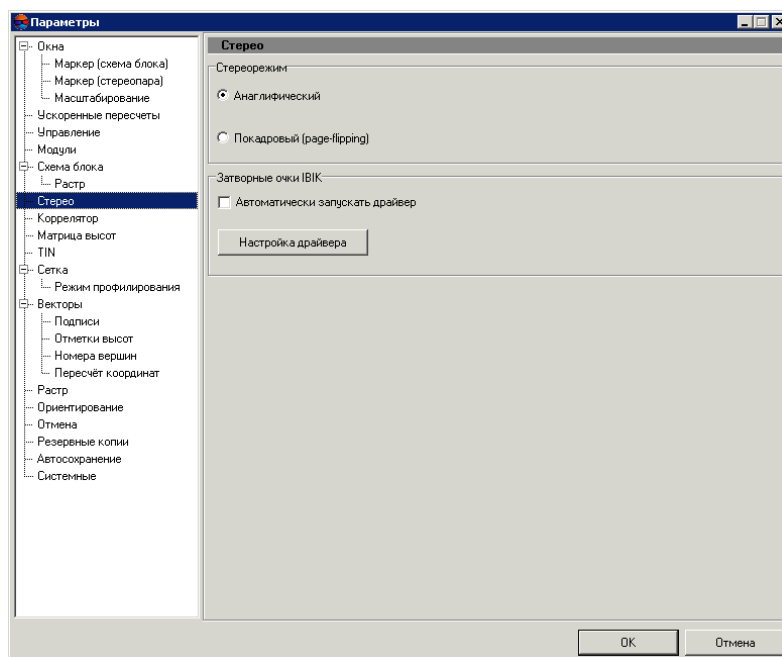 Параметры
Окна
Маркер (схема блока)
Маркер (стереопара)
Масштабирование
Ускоренные пересчеты
Управление
Модули
Схема блока
Растр
Стерео
Коррелятор
Матрица высот
TIN
Сетка
Режим профилирования
Векторы
Подписи
Отметки высот
Номера вершин
Пересчёт координат
Растр
Ориентирование
Отмена
Резервные копии
Автосохранение
Системные
Стерео
Стереорежим
Анаглифический
Покадровый (page-flipping)
Затворные очки IBIK
Автоматически запускать драйвер
Настройка драйвера
OK
Отмена